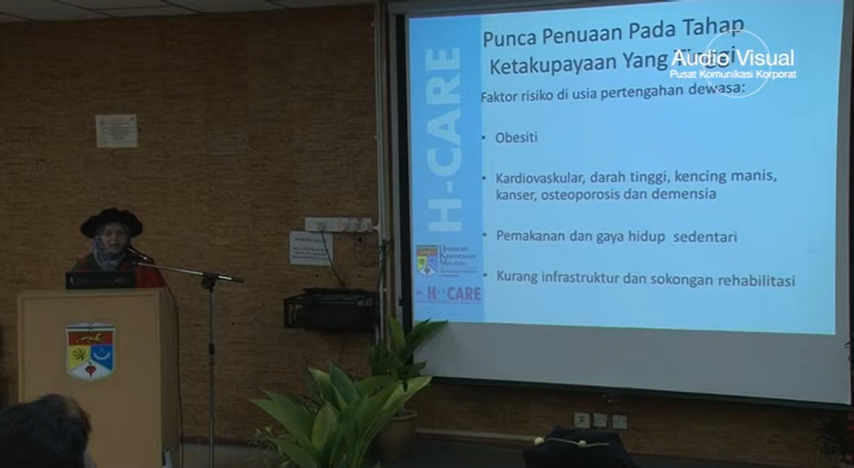 Punca Penuaan Pada Tahap
Ketakupayaan Yang Tinggi
Audio Visual
Pusat Komunikasi Korporat
Faktor risiko di usia pertengahan dewasa:
• Obesiti
• Kardiovaskular, darah tinggi, kencing manis,
kanser, osteoporosis dan demensia
• Pemakanan dan gaya hidup sedentari
• Kurang infrastruktur dan sokongan rehabilitasi
H-CARE
H-CARE